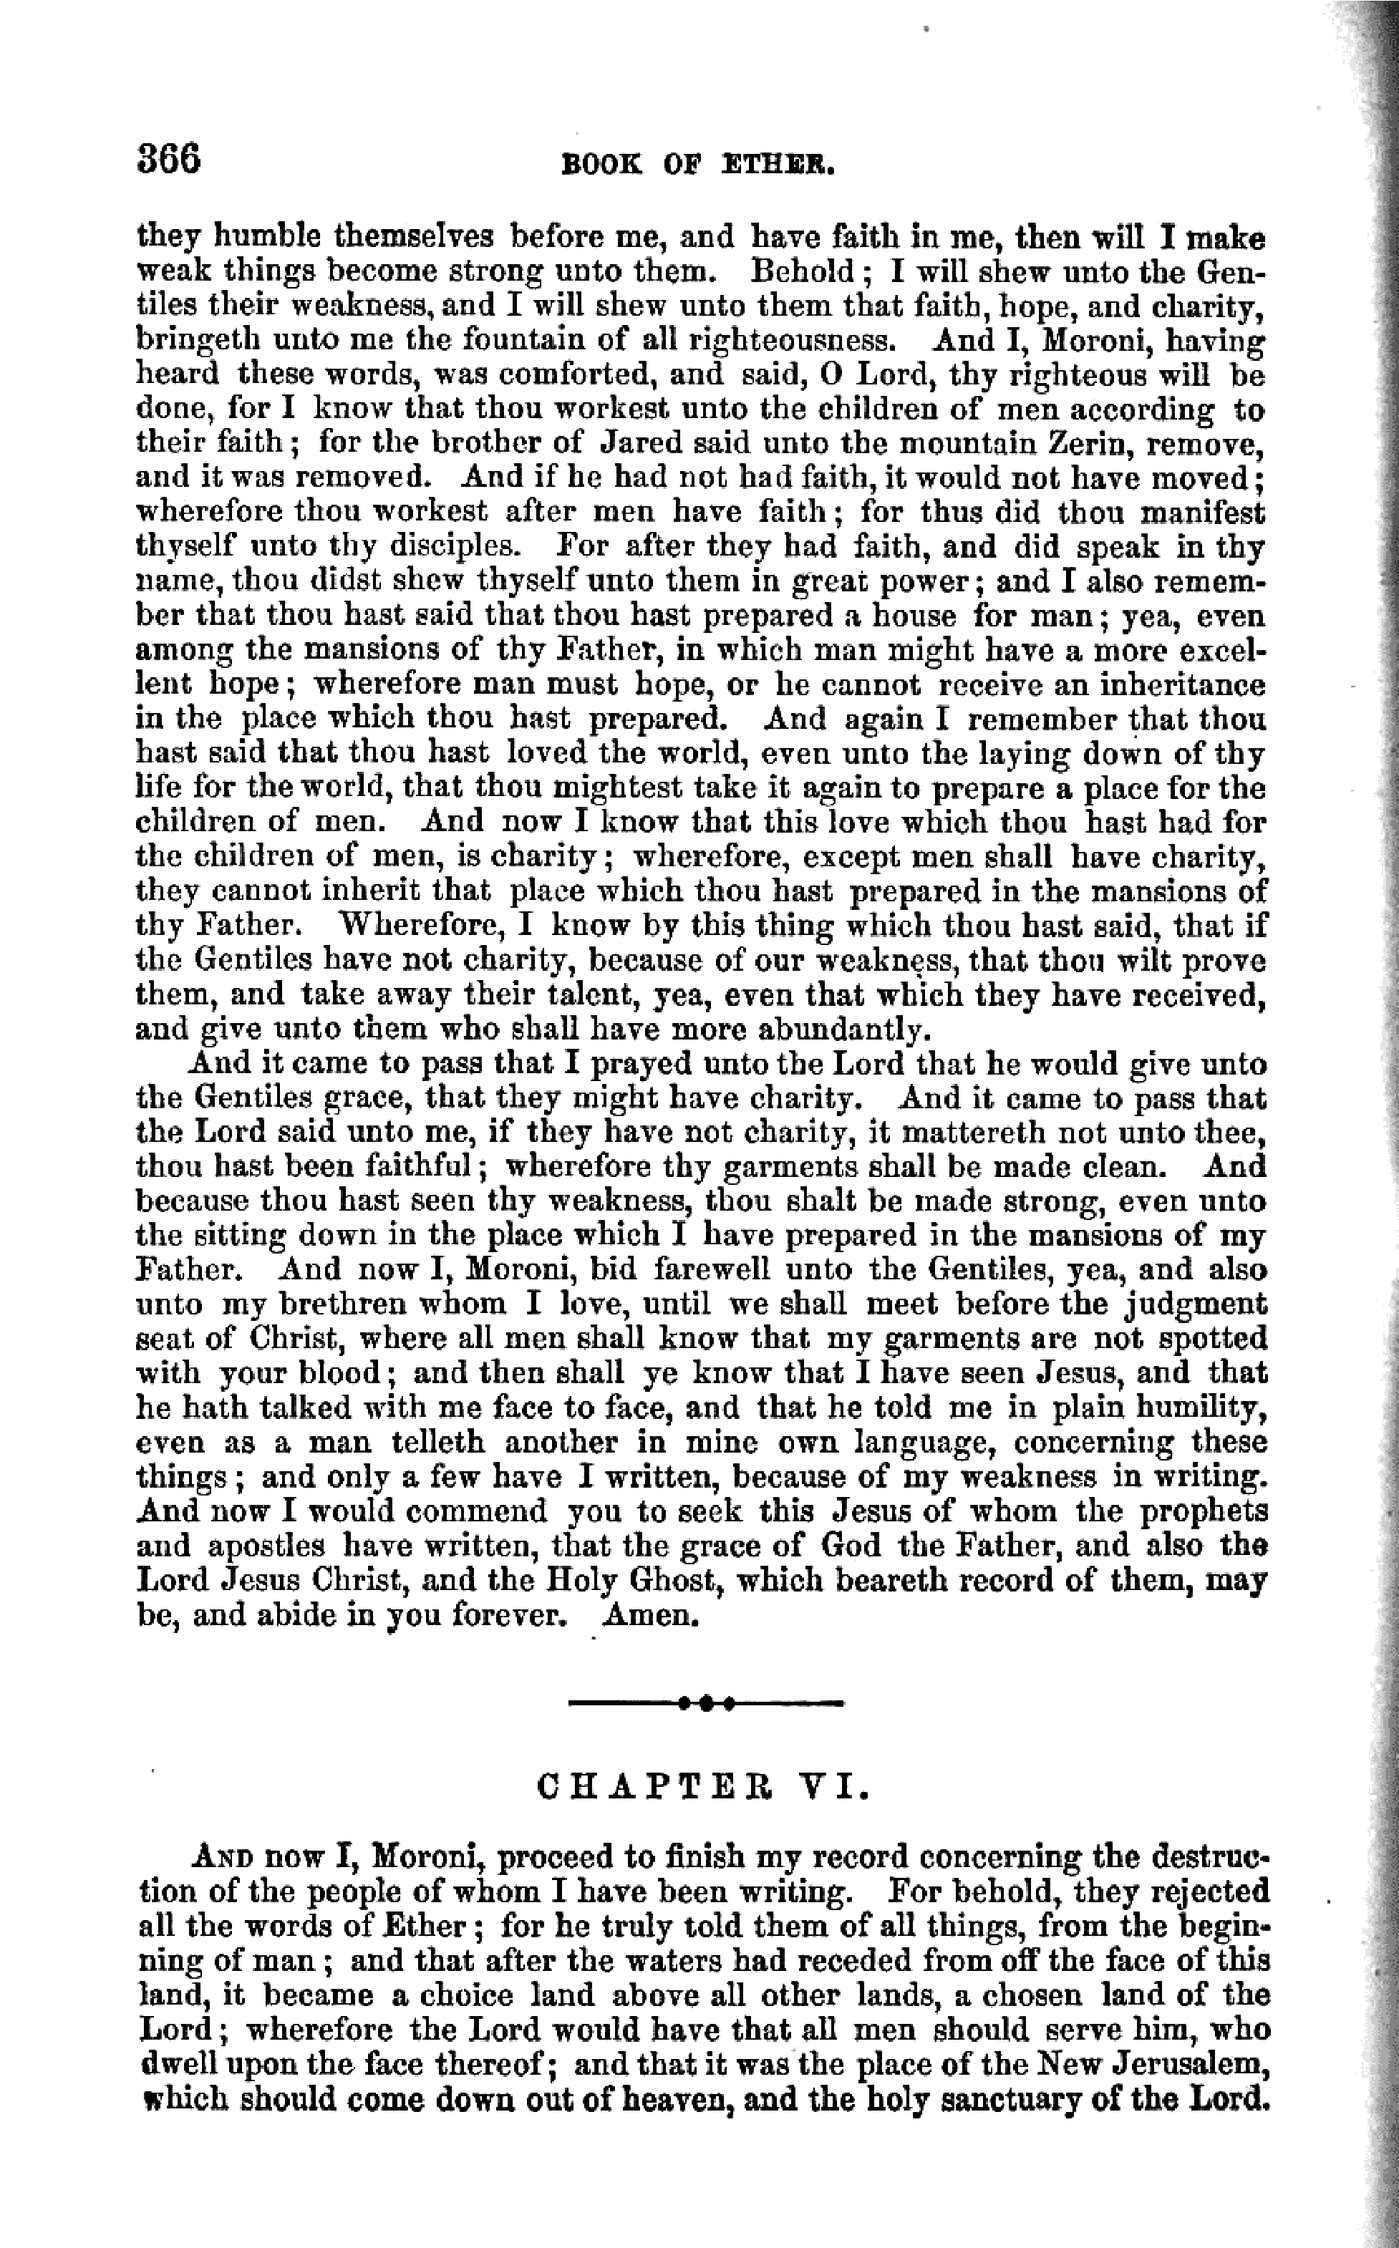 366 BOOK OF ETHER.
they humble themselves before me, and have faith in me, then will I make
weak things become strong unto them. Behold; I will shew unto the Gen-
tiles their weakness, and I will shew unto them that faith, hope, and charity,
bringeth unto me the fountain of all righteousness. And I, Moroni, having
heard these words, was comforted, and said, O Lord, thy righteous will be
done, for I know that thou workest unto the children of men according to
their faith; for the brother of Jared said unto the mountain Zerin, remove,
and it was removed. And if he had not had faith, it would not have moved;
wherefore thou workest after men have faith; for thus did thou manifest
thyself unto thy disciples. For after they had faith, and did speak in thy
name, thou didst shew thyself unto them in great power; and I also remem-
ber that thou hast said that thou hast prepared a house for man; yea, even
among the mansions of thy Father, in which man might have a more excel-
lent hope; wherefore man must hope, or he cannot receive an inheritance
in the place which thou hast prepared. And again I remember that thou
hast said that thou hast loved the world, even unto the laying down of thy
life for the world, that thou mightest take it again to prepare a place for the
children of men. And now I know that this love which thou hast had for
the children of men, is charity; wherefore, except men shall have charity,
they cannot inherit that place which thou hast prepared in the mansions of
thy Father. Wherefore, I know by this thing which thou hast said, that if
the Gentiles have not charity, because of our weakness, that thou wilt prove
them, and take away their talent, yea, even that which they have received,
and give unto them who shall have more abundantly.
And it came to pass that I prayed unto the Lord that he would give unto
the Gentiles grace, that they might have charity. And it came to pass that
the Lord said unto me, if they have not charity, it mattereth not unto thee,
thou hast been faithful; wherefore thy garments shall be made clean. And
because thou hast seen thy weakness, thou shalt be made strong, even unto
the sitting down in the place which I have prepared in the mansions of my
Father. And now I, Moroni, bid farewell unto the Gentiles, yea, and also
unto my brethren whom I love, until we shall meet before the judgment
seat of Christ, where all men shall know that my garments are not spotted
with your blood; and then shall ye know that I have seen Jesus, and that
he hath talked with me face to face, and that he told me in plain humility,
even as a man telleth another in mine own language, concerning these
things; and only a few have I written, because of my weakness in writing.
And now I would commend you to seek this Jesus of whom the prophets
and apostles have written, that the grace of God the Father, and also the
Lord Jesus Christ, and the Holy Ghost, which beareth record of them, may
be, and abide in you forever. Amen.
CHAPTER VI.
AND now I, Moroni, proceed to finish my record concerning the destruc-
tion of the people of whom I have been writing. For behold, they rejected
all the words of Ether; for he truly told them of all things, from the begin-
ning of man; and that after the waters had receded from off the face of this
land, it became a choice land above all other lands, a chosen land of the
Lord; wherefore the Lord would have that all men should serve him, who
dwell upon the face thereof; and that it was the place of the New Jerusalem,
which should come down out of heaven, and the holy sanctuary of the Lord.